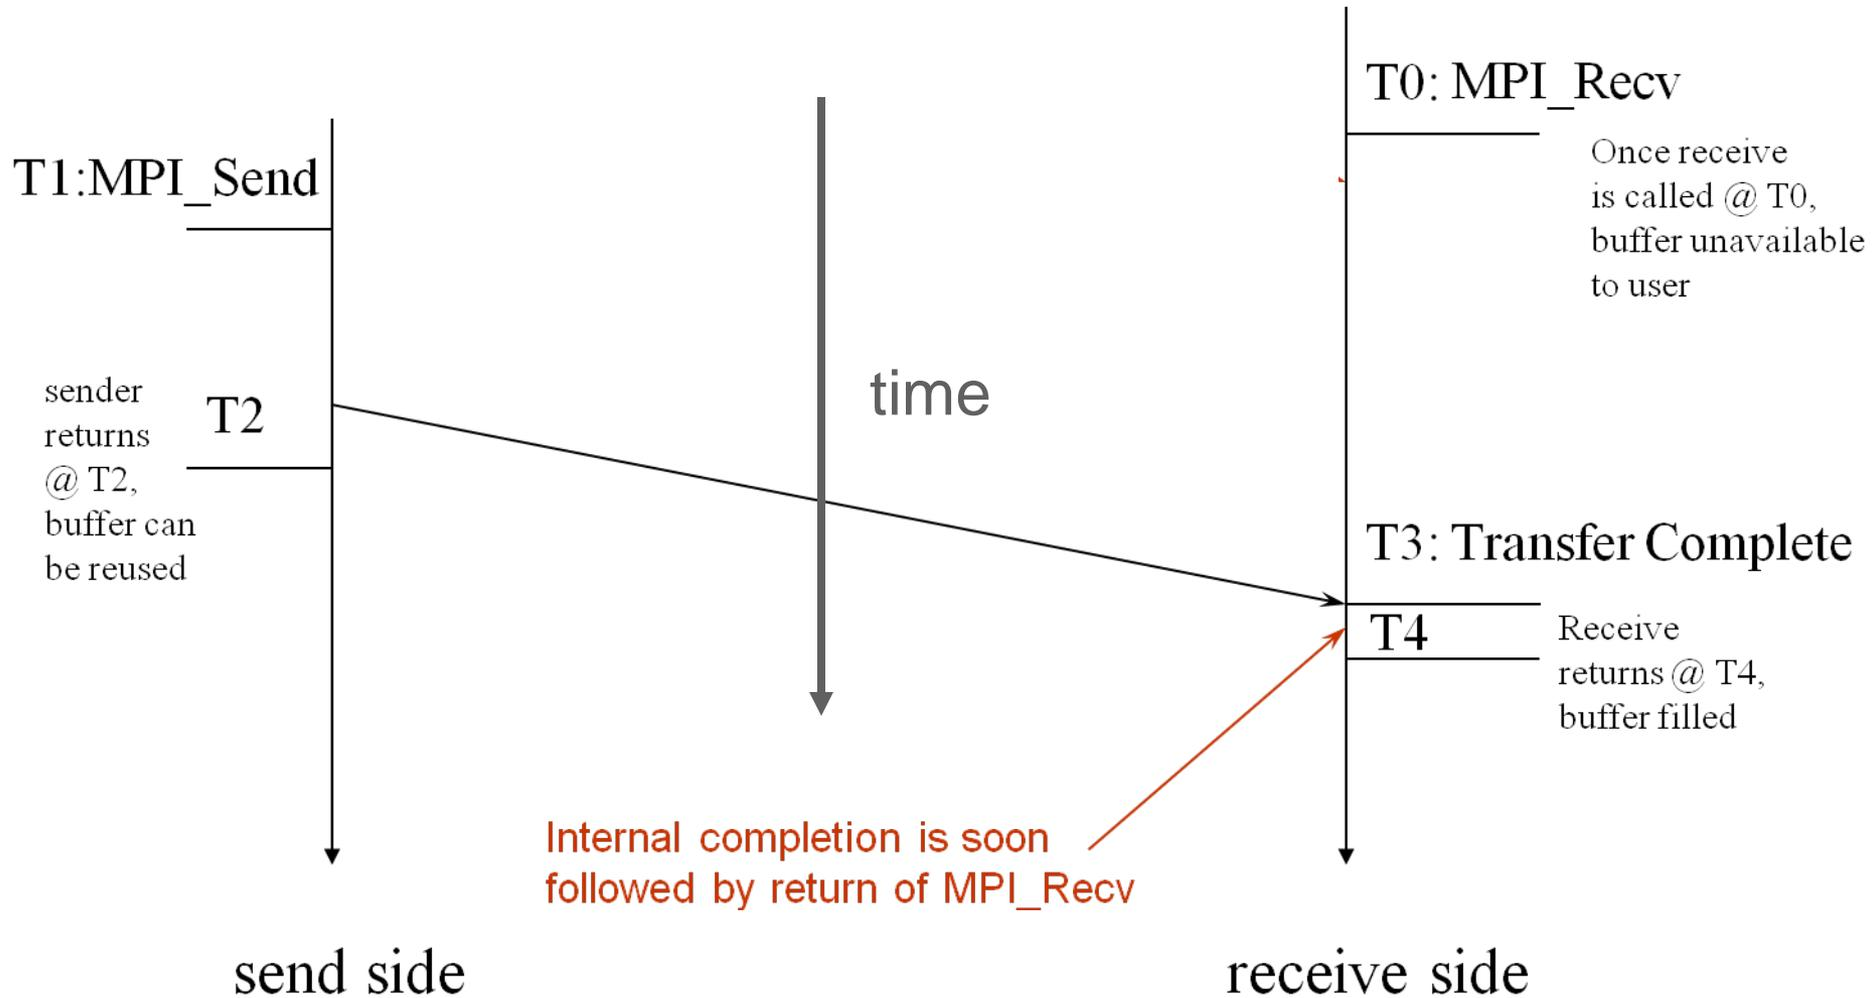 T0: MPI_Recv
Once receive
is called @ T0,
buffer unavailable
to user
T1:MPI_Send
time
sender
returns
@ T2,
buffer can
be reused
T2
T3: Transfer Complete
T4
Receive
returns @ T4,
buffer filled
Internal completion is soon
followed by return of MPI_Recv
send side
receive side